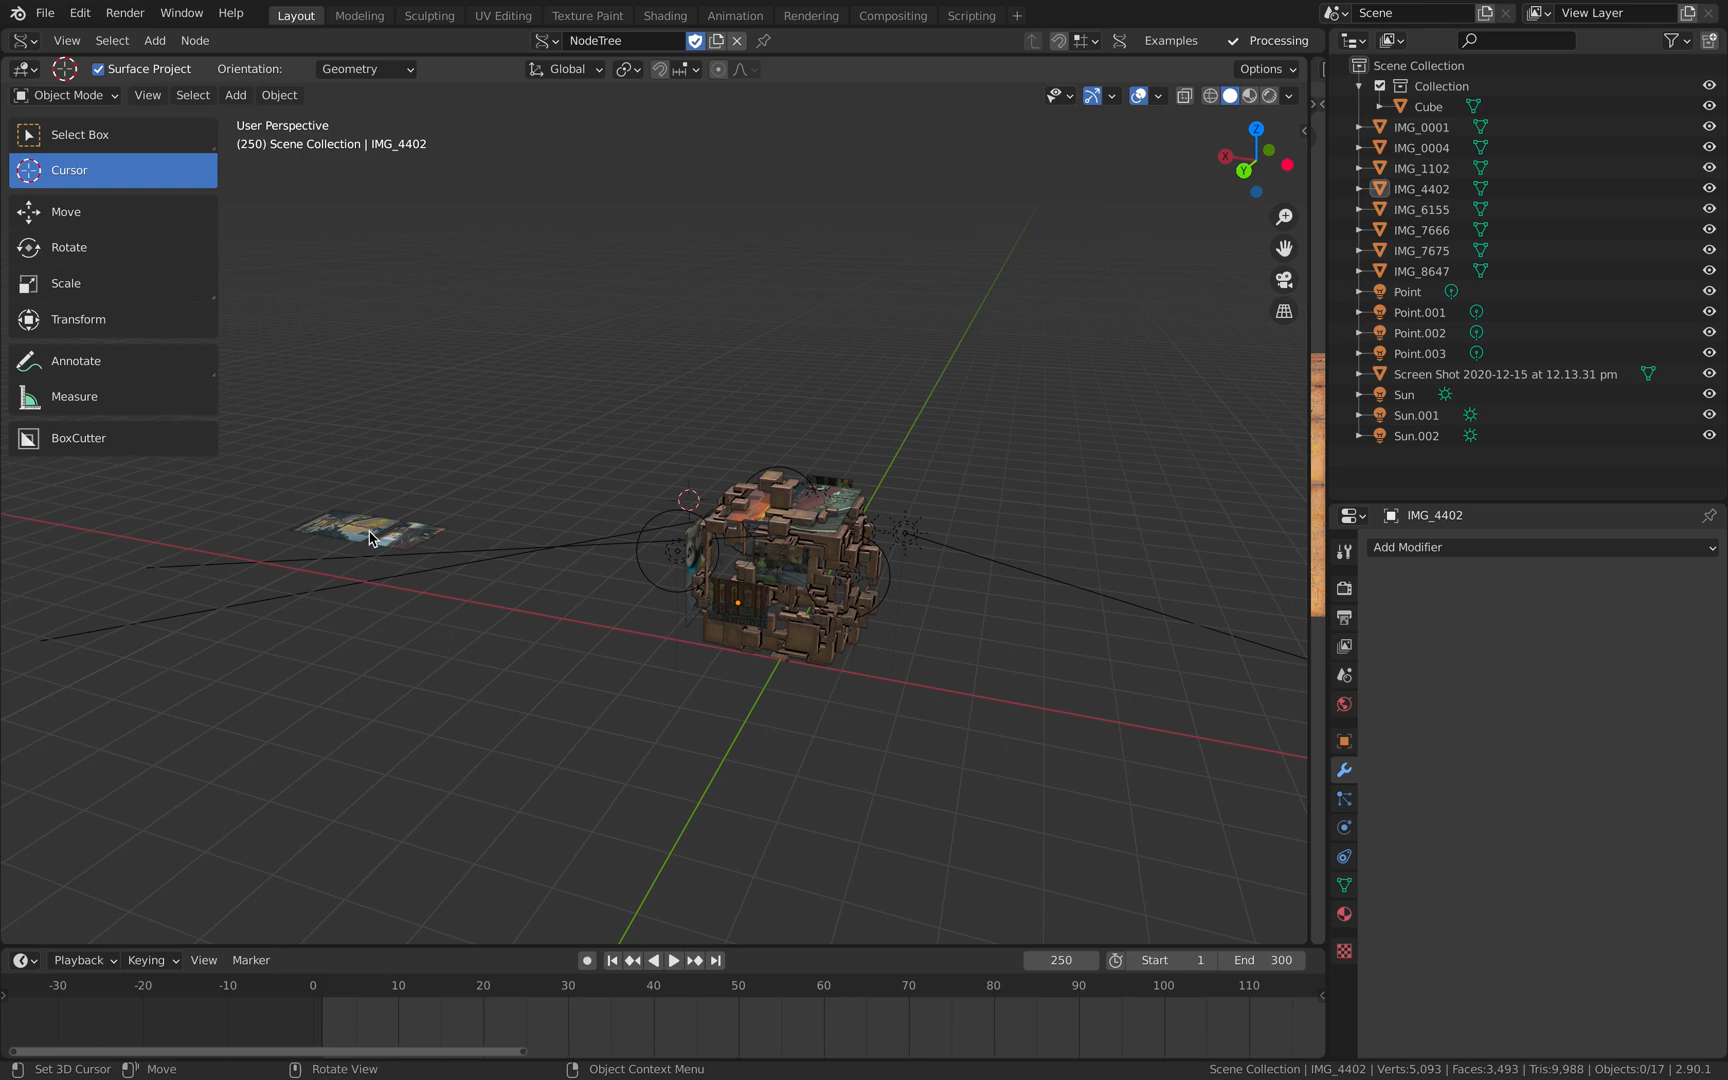 File Edit Render Window Help Layout Modeling Sculpting UV Editing Texture Paint Shading Animation Rendering Compositing Scripting + Scene View Layer
View Select Add Node NodeTree Examples Processing
Surface Project Orientation: Geometry Global Options
Object Mode View Select Add Object
User Perspective
(250) Scene Collection | IMG_4402
Select Box
Cursor
Move
Rotate
Scale
Transform
Annotate
Measure
BoxCutter
X
Y
Z
Scene Collection
Collection
Cube
IMG_0001
IMG_0004
IMG_1102
IMG_4402
IMG_6155
IMG_7666
IMG_7675
IMG_8647
Point
Point.001
Point.002
Point.003
Screen Shot 2020-12-15 at 12.13.31 pm
Sun
Sun.001
Sun.002
IMG_4402
Add Modifier
Playback Keying View Marker 250 Start 1 End 300
-30 -20 -10 0 10 20 30 40 50 60 70 80 90 100 110
Set 3D Cursor Move Rotate View Object Context Menu Scene Collection | IMG_4402 | Verts:5,093 | Faces:3,493 | Tris:9,988 | Objects:0/17 | 2.90.1